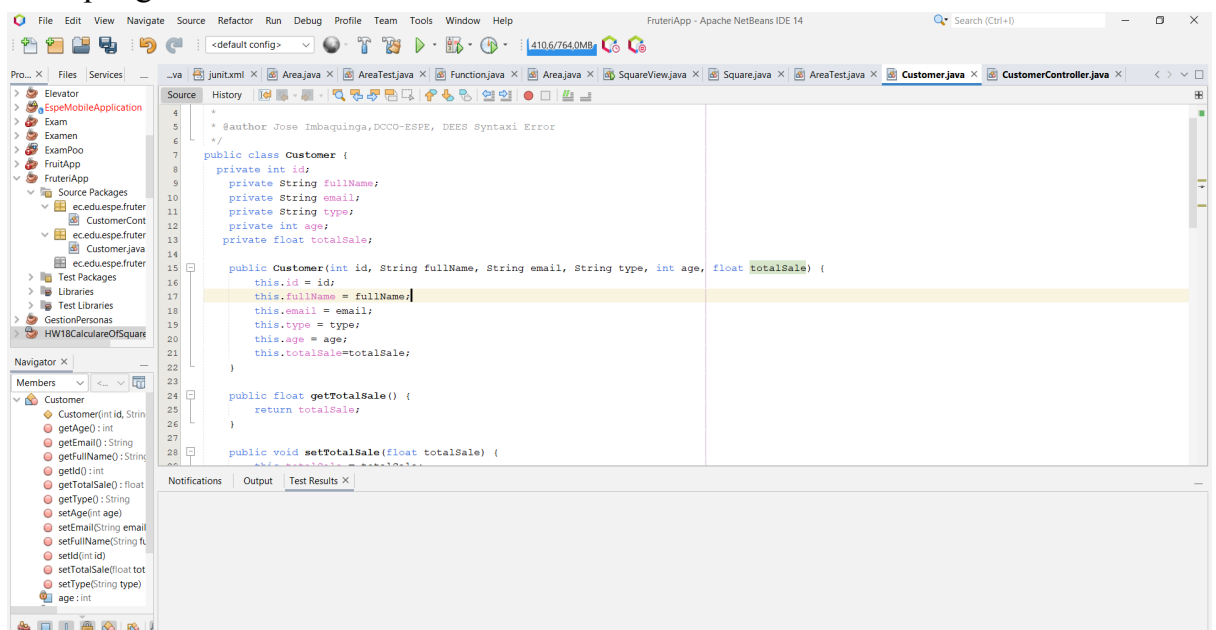 File Edit View Navigate Source Refactor Run Debug Profile Team Tools Window Help FruteriApp - Apache NetBeans IDE 14 Search (Ctrl+I)
<default config> 410.6/764.0MB
Pro... Files Services
...va junit.xml Area.java AreaTest.java Function.java Area.java SquareView.java Square.java AreaTest.java Customer.java CustomerController.java
Elevator
EspeMobileApplication
Exam
Examen
ExamPoo
FruitApp
FruteriApp
Source Packages
ec.edu.espe.fruter
CustomerCont
ec.edu.espe.fruter
Customer.java
ec.edu.espe.fruter
Test Packages
Libraries
Test Libraries
GestionPersonas
HW18CalculareOfSquare
Source History
4 *
5 * @author Jose Imbaquinga,DCCO-ESPE, DEES Syntaxi Error
6 */
7 public class Customer {
8 private int id;
9 private String fullName;
10 private String email;
11 private String type;
12 private int age;
13 private float totalSale;
14
15 public Customer(int id, String fullName, String email, String type, int age, float totalSale) {
16 this.id = id;
17 this.fullName = fullName;
18 this.email = email;
19 this.type = type;
20 this.age = age;
21 this.totalSale=totalSale;
22 }
23
24 public float getTotalSale() {
25 return totalSale;
26 }
27
28 public void setTotalSale(float totalSale) {
Navigator
Members <...
Customer
Customer(int id, Strin
getAge() : int
getEmail() : String
getFullName() : String
getId() : int
getTotalSale() : float
getType() : String
setAge(int age)
setEmail(String email
setFullName(String fu
setId(int id)
setTotalSale(float tot
setType(String type)
age : int
Notifications Output Test Results